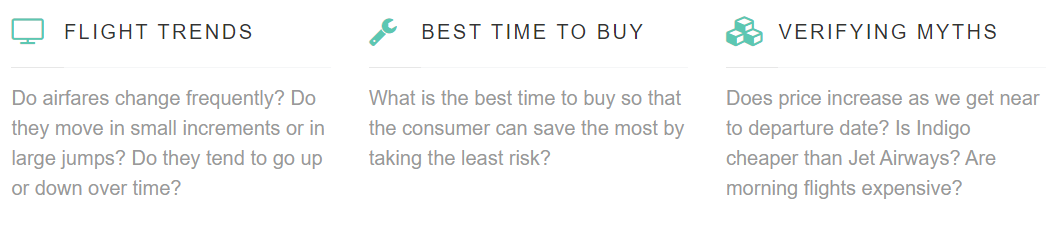 FLIGHT TRENDS
Do airfares change frequently? Do
they move in small increments or in
large jumps? Do they tend to go up
or down over time?
BEST TIME TO BUY
What is the best time to buy so that
the consumer can save the most by
taking the least risk?
VERIFYING MYTHS
Does price increase as we get near
to departure date? Is Indigo
cheaper than Jet Airways? Are
morning flights expensive?